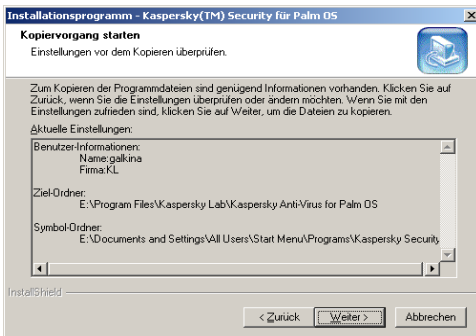 Installationsprogramm - Kaspersky(TM) Security für Palm OS
Kopiervorgang starten
Einstellungen vor dem Kopieren überprüfen.
Zum Kopieren der Programmdateien sind genügend Informationen vorhanden. Klicken Sie auf
Zurück, wenn Sie die Einstellungen überprüfen oder ändern möchten. Wenn Sie mit den
Einstellungen zufrieden sind, klicken Sie auf Weiter, um die Dateien zu kopieren.
Aktuelle Einstellungen:
Benutzer-Informationen:
Name:galkina
Firma:KL
Ziel-Ordner:
E:\Program Files\Kaspersky Lab\Kaspersky Anti-Virus for Palm OS
Symbol-Ordner:
E:\Documents and Settings\All Users\Start Menu\Programs\Kaspersky Security
InstallShield
< Zurück Weiter > Abbrechen